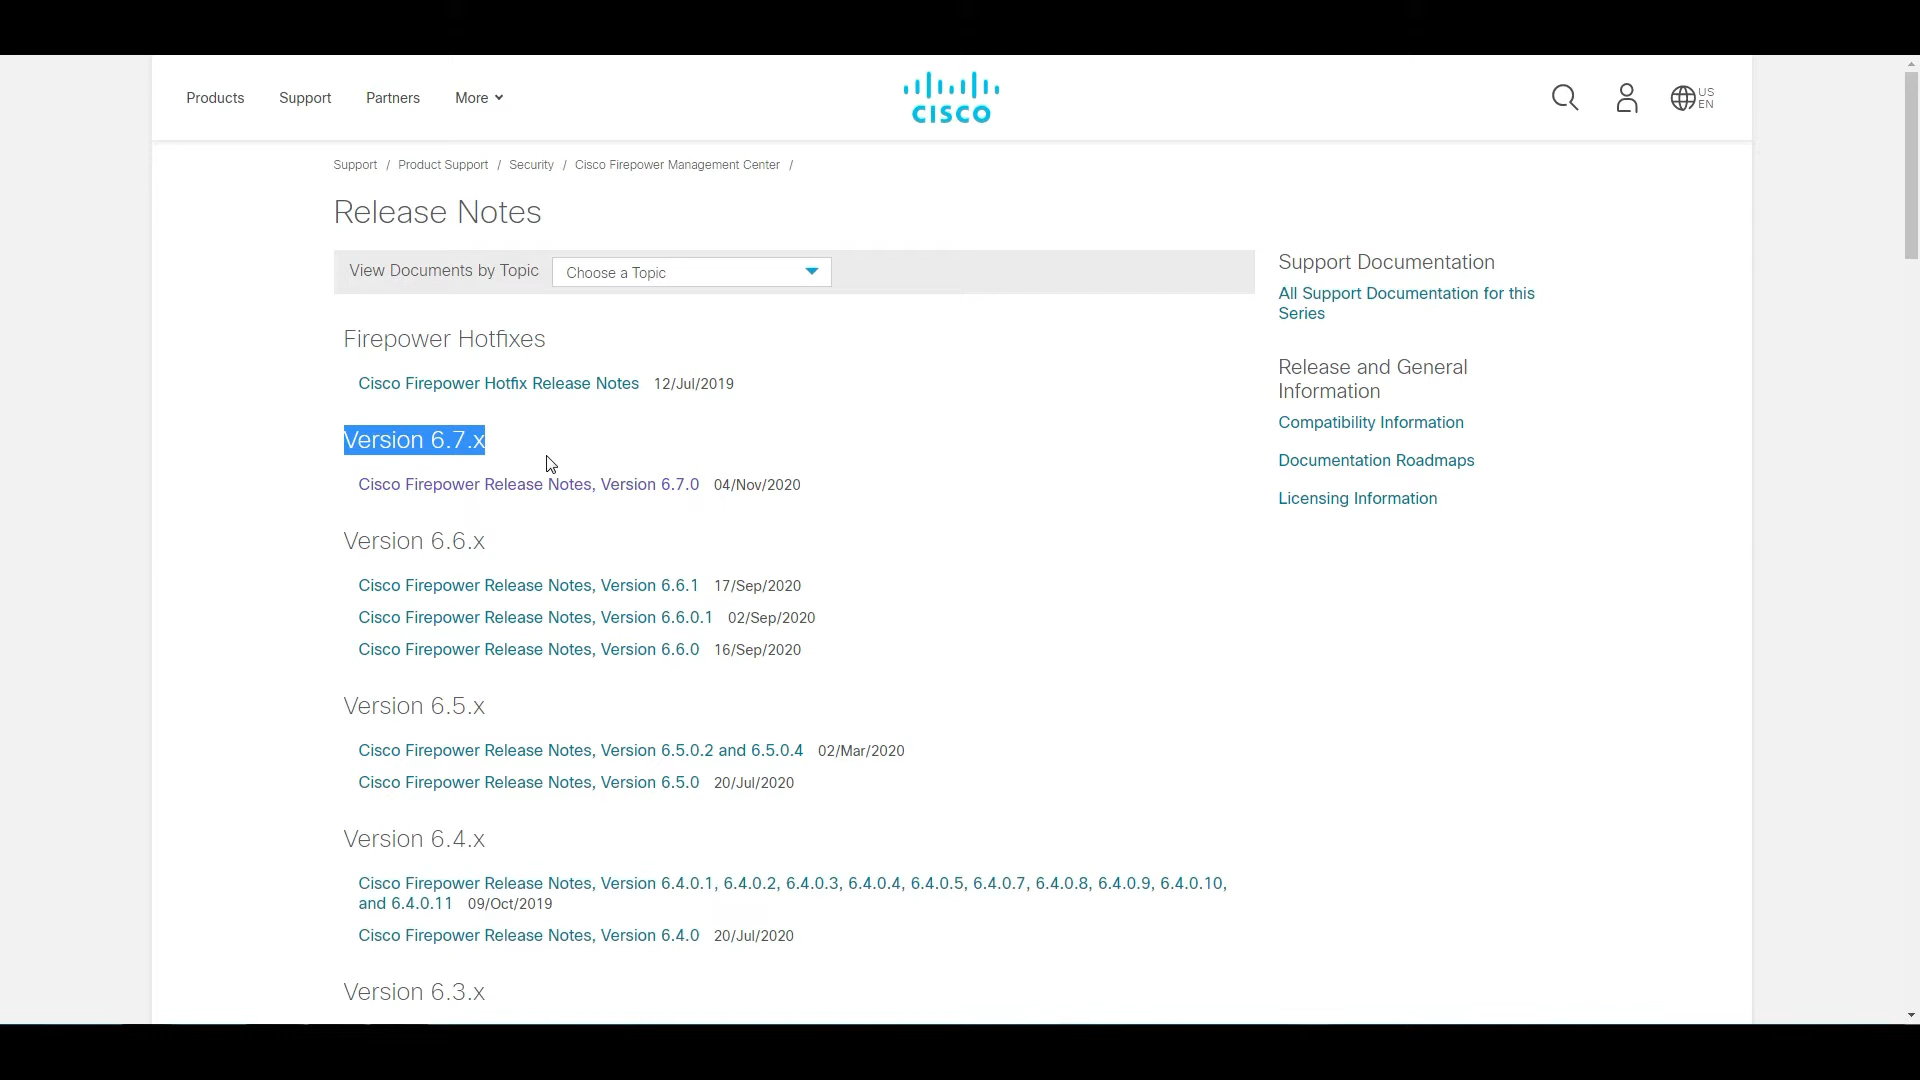 Products Support Partners More
CISCO
US
EN
Support / Product Support / Security / Cisco Firepower Management Center /
Release Notes
View Documents by Topic Choose a Topic
Firepower Hotfixes
Cisco Firepower Hotfix Release Notes 12/Jul/2019
Version 6.7.x
Cisco Firepower Release Notes, Version 6.7.0 04/Nov/2020
Version 6.6.x
Cisco Firepower Release Notes, Version 6.6.1 17/Sep/2020
Cisco Firepower Release Notes, Version 6.6.0.1 02/Sep/2020
Cisco Firepower Release Notes, Version 6.6.0 16/Sep/2020
Version 6.5.x
Cisco Firepower Release Notes, Version 6.5.0.2 and 6.5.0.4 02/Mar/2020
Cisco Firepower Release Notes, Version 6.5.0 20/Jul/2020
Version 6.4.x
Cisco Firepower Release Notes, Version 6.4.0.1, 6.4.0.2, 6.4.0.3, 6.4.0.4, 6.4.0.5, 6.4.0.7, 6.4.0.8, 6.4.0.9, 6.4.0.10,
and 6.4.0.11 09/Oct/2019
Cisco Firepower Release Notes, Version 6.4.0 20/Jul/2020
Version 6.3.x
Support Documentation
All Support Documentation for this
Series
Release and General
Information
Compatibility Information
Documentation Roadmaps
Licensing Information